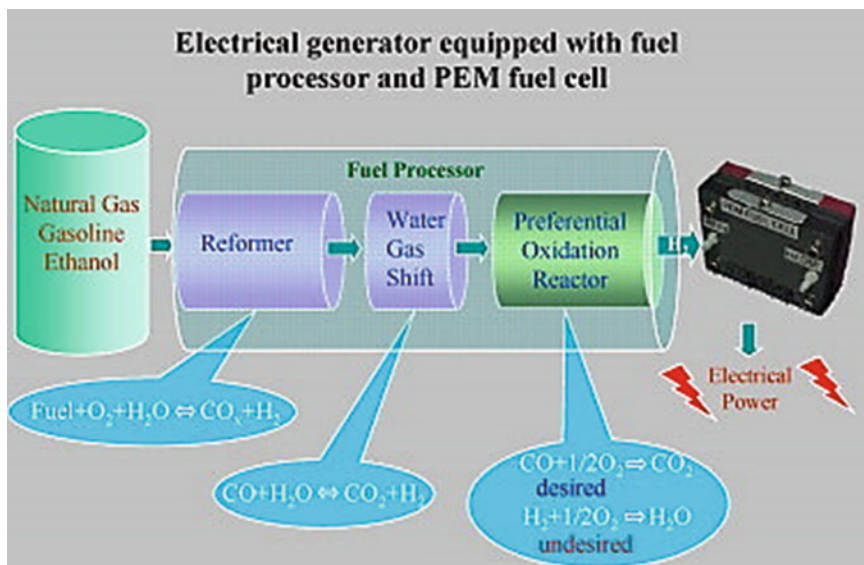 Electrical generator equipped with fuel
processor and PEM fuel cell
Natural Gas
Gasoline
Ethanol
Fuel Processor
Reformer
Water
Gas
Shift
Preferential
Oxidation
Reactor
Electrical
Power
Fuel+O₂+H₂O ⇔ COₓ+H₂
CO+H₂O ⇔ CO₂+H₂
CO+1/2O₂⇒CO₂
desired
H₂+1/2O₂⇒H₂O
undesired